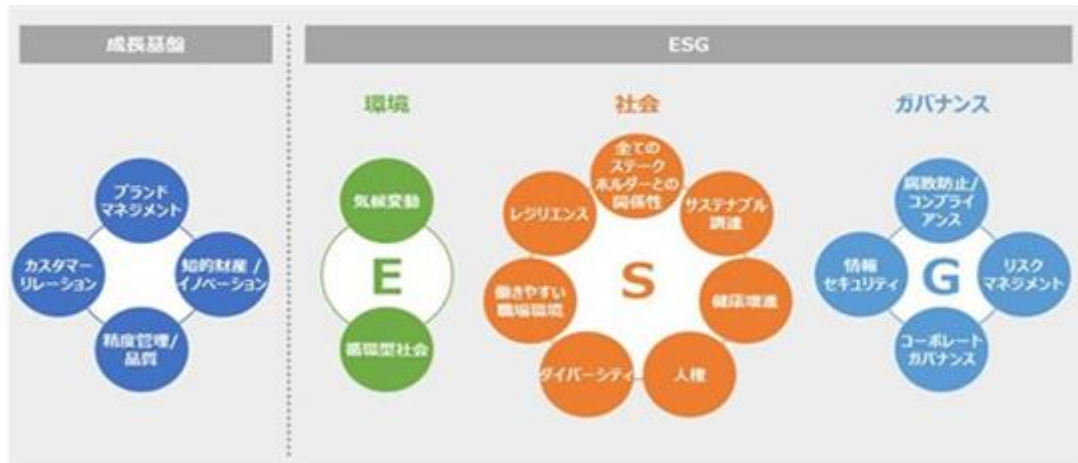 成長基盤
ブランド
マネジメント
カスタマー
リレーション
知的財産 /
イノベーション
精度管理/
品質
ESG
環境
気候変動
E
循環型社会
社会
全ての
ステーク
ホルダーとの
関係性
レジリエンス
サステナブル
調達
働きやすい
職場環境
S
健康増進
ダイバーシティ
人権
ガバナンス
腐敗防止/
コンプライ
アンス
情報
セキュリティ
G
リスク
マネジメント
コーポレート
ガバナンス